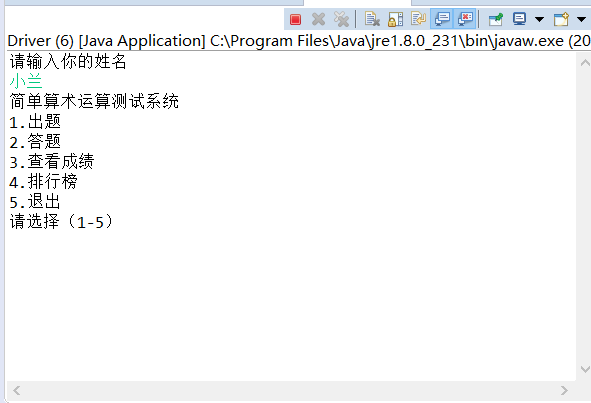 Driver (6) [Java Application] C:\Program Files\Java\jre1.8.0_231\bin\javaw.exe (20
请输入你的姓名
小兰
简单算术运算测试系统
1.出题
2.答题
3.查看成绩
4.排行榜
5.退出
请选择（1-5）